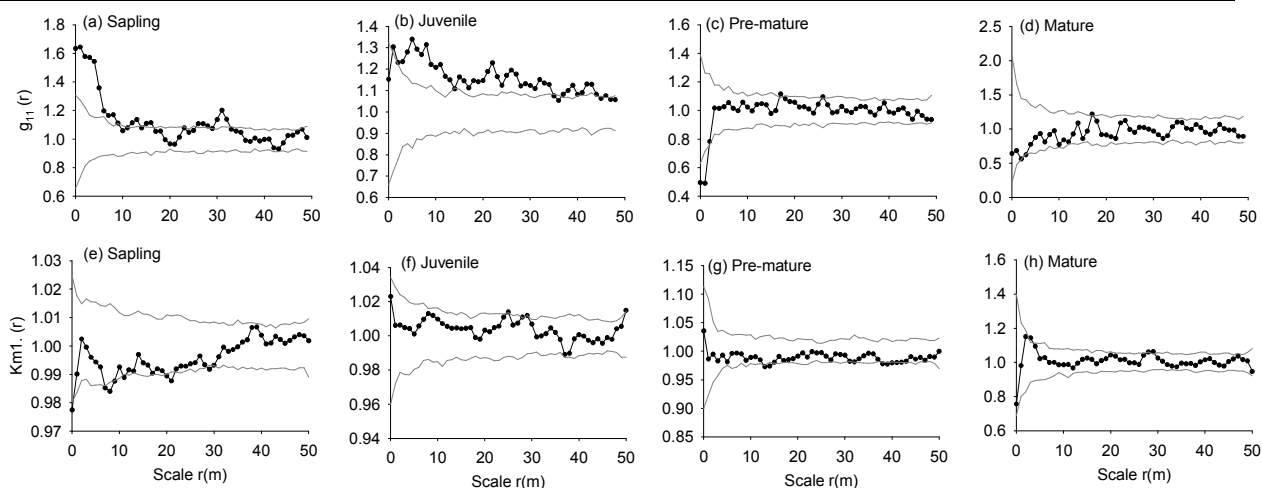 (a) Sapling
(b) Juvenile
(c) Pre-mature
(d) Mature
g11 (r)
1.8
1.6
1.4
1.2
1.0
0.8
0.6
0 10 20 30 40 50
1.4
1.3
1.2
1.1
1.0
0.9
0.8
0.7
0.6
0 10 20 30 40 50
1.6
1.4
1.2
1.0
0.8
0.6
0.4
0 10 20 30 40 50
2.5
2.0
1.5
1.0
0.5
0.0
0 10 20 30 40 50
(e) Sapling
(f) Juvenile
(g) Pre-mature
(h) Mature
Km1. (r)
1.03
1.02
1.01
1.00
0.99
0.98
0.97
0 10 20 30 40 50
Scale r(m)
1.04
1.02
1.00
0.98
0.96
0.94
0 10 20 30 40 50
Scale r(m)
1.15
1.10
1.05
1.00
0.95
0.90
0.85
0 10 20 30 40 50
Scale r(m)
1.6
1.4
1.2
1.0
0.8
0.6
0 10 20 30 40 50
Scale r(m)